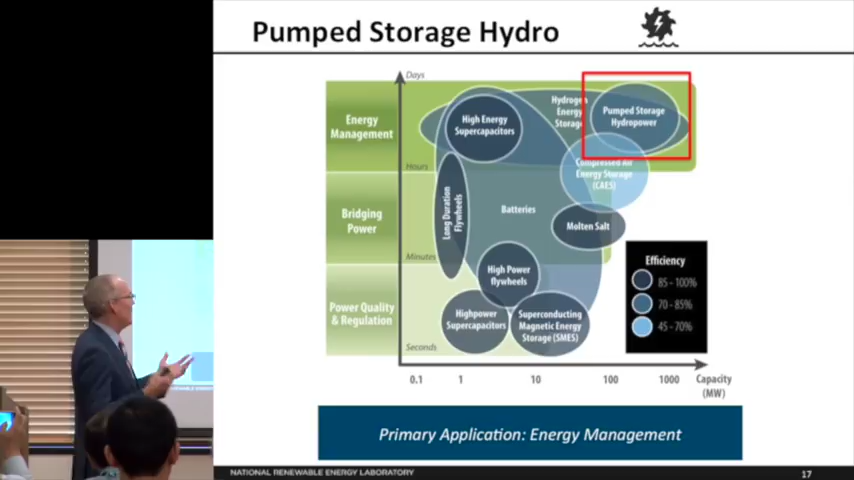 Pumped Storage Hydro
Days
Hydrogen
Energy
Storage
Pumped Storage
Hydropower
Energy
Management
High Energy
Supercapacitors
Hours
Compressed Air
Energy Storage
(CAES)
Long Duration
Flywheels
Bridging
Power
Batteries
Molten Salt
Minutes
High Power
flywheels
Efficiency
85 - 100%
70 - 85%
45 - 70%
Power Quality
& Regulation
Highpower
Supercapacitors
Superconducting
Magnetic Energy
Storage (SMES)
Seconds
0.1 1 10 100 1000 Capacity
(MW)
Primary Application: Energy Management
NATIONAL RENEWABLE ENERGY LABORATORY
17